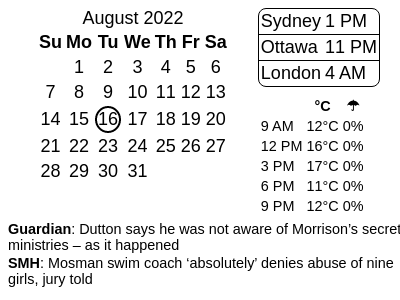 August 2022
Su Mo Tu We Th Fr Sa
1 2 3 4 5 6
7 8 9 10 11 12 13
14 15 16 17 18 19 20
21 22 23 24 25 26 27
28 29 30 31
Sydney 1 PM
Ottawa 11 PM
London 4 AM
°C ☂
9 AM 12°C 0%
12 PM 16°C 0%
3 PM 17°C 0%
6 PM 11°C 0%
9 PM 12°C 0%
Guardian: Dutton says he was not aware of Morrison’s secret
ministries – as it happened
SMH: Mosman swim coach ‘absolutely’ denies abuse of nine
girls, jury told